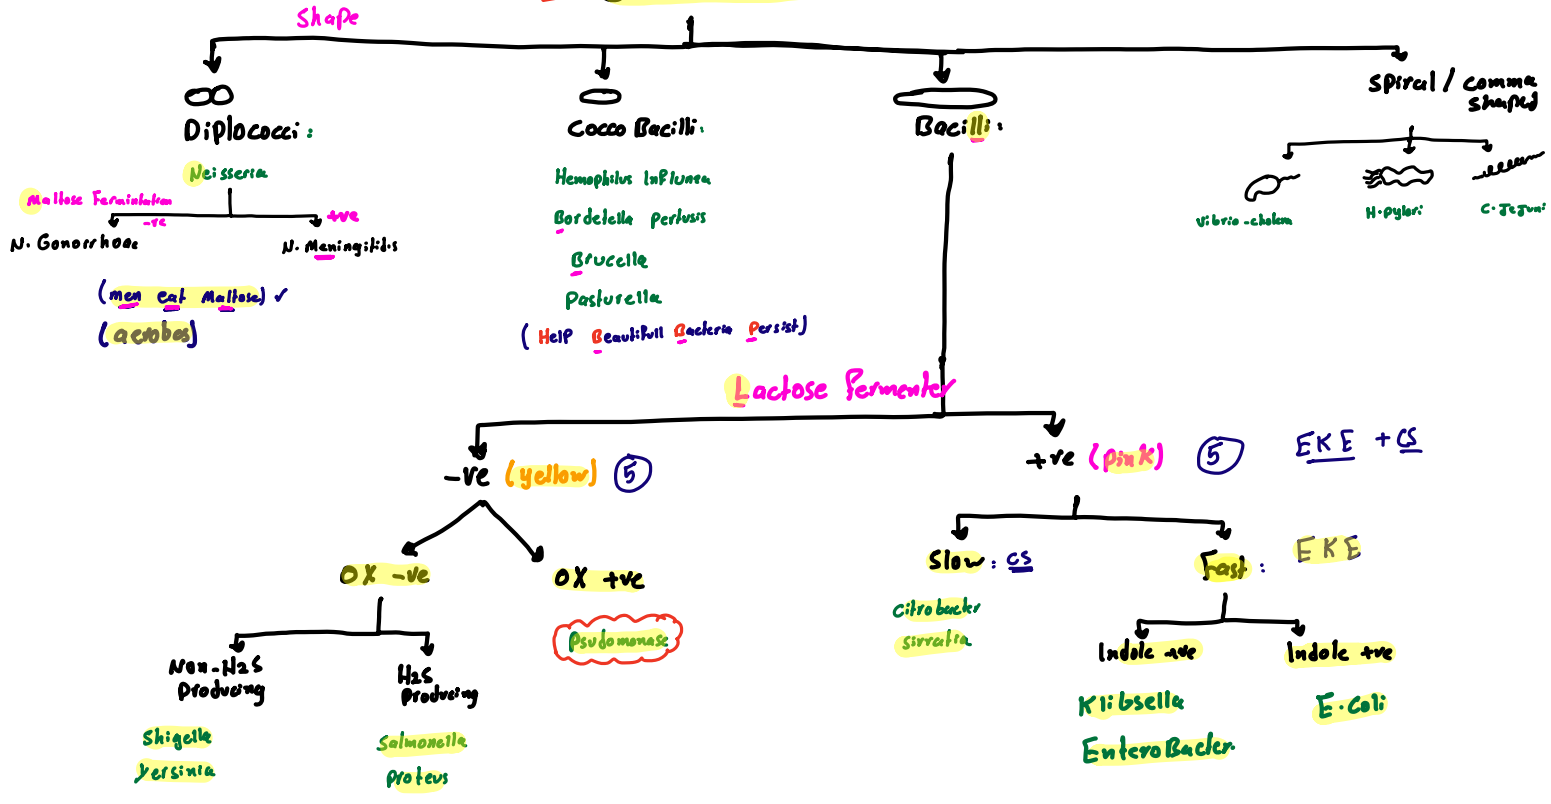 Shape
Diplococci:
Neisseria
Maltose Fermintation
-ve
+ve
N. Gonorrhoae
N. Meningitidis
(men eat Maltose) ✓
(aerobes)
Cocco Bacilli:
Hemophilus Influnea
Bordetella Pertusis
Brucella
Pasturella
(Help Beautifull Bacteria Persist)
Bacilli:
Spiral / comma
shaped
Vibrio-cholera
H.Pylori
C.Jejuni
Lactose Fermenter
-ve (yellow) 5
OX -ve
OX +ve
Psudomonase
Non-H2S
Producing
H2S
Producing
Shigella
Yersinia
Salmonella
Proteus
+ve (pink) 5 EKE + CS
Slow: CS
Citrobacter
Sirratia
Fast: EKE
Indole -ve
Indole +ve
Klibsella
EnteroBacter.
E.Coli